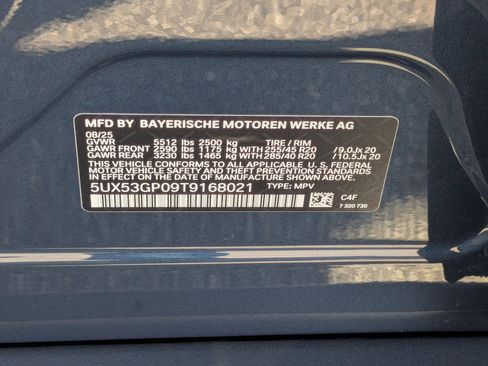 MFD BY BAYERISCHE MOTOREN WERKE AG
08/25
GVWR 5512 lbs 2500 kg TIRE / RIM
GAWR FRONT 2590 lbs 1175 kg with 255/45 R20 /9.0Jx 20
GAWR REAR 3230 lbs 1465 kg with 285/40 R20 /10.5Jx 20
THIS VEHICLE CONFORMS TO ALL APPLICABLE U.S. FEDERAL
MOTOR VEHICLE SAFETY AND THEFT PREVENTION STANDARDS
IN EFFECT ON THE DATE OF MANUFACTURE SHOWN ABOVE.
5UX53GP09T9168021 TYPE: MPV
C4F
7 320 730